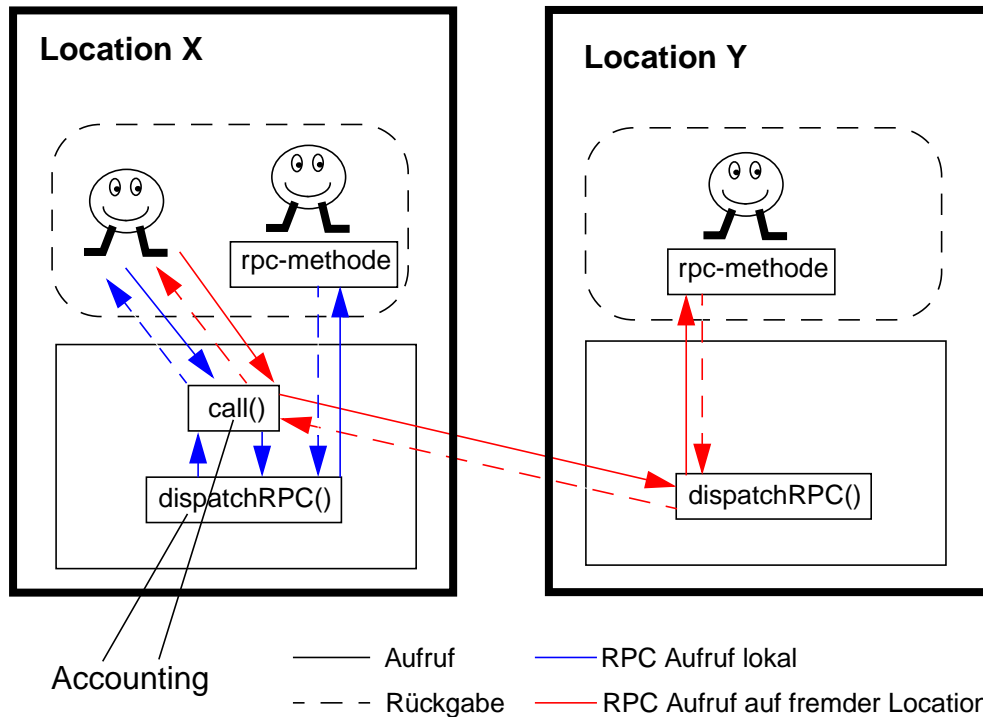 Location X
Location Y
rpc-methode
rpc-methode
call()
dispatchRPC()
dispatchRPC()
Accounting
Aufruf
RPC Aufruf lokal
Rückgabe
RPC Aufruf auf fremder Location